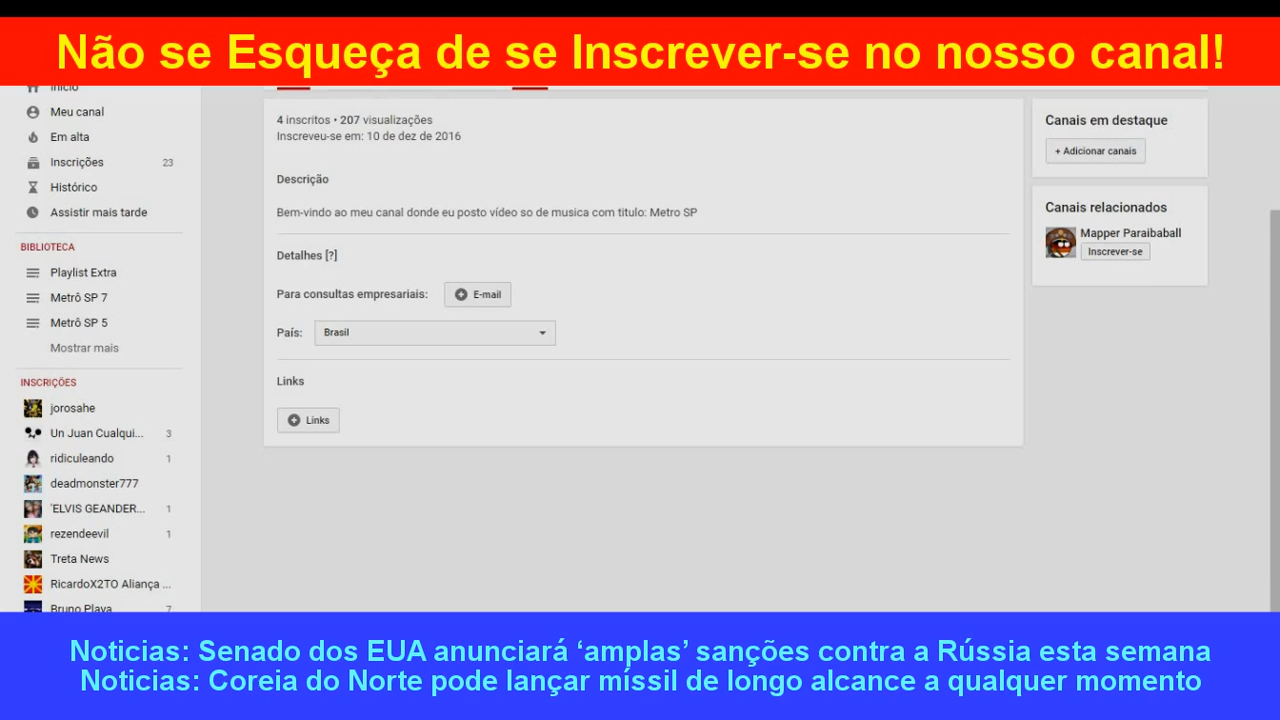 Não se Esqueça de se Inscrever-se no nosso canal!
Início
Meu canal
Em alta
Inscrições 23
Histórico
Assistir mais tarde
BIBLIOTECA
Playlist Extra
Metrô SP 7
Metrô SP 5
Mostrar mais
INSCRIÇÕES
jorosahe
Un Juan Cualqui... 3
ridiculeando 1
deadmonster777
'ELVIS GEANDER... 1
rezendeevil 1
Treta News
RicardoX2TO Aliança ...
Bruno Playa 7
4 inscritos • 207 visualizações
Inscreveu-se em: 10 de dez de 2016
Descrição
Bem-vindo ao meu canal donde eu posto vídeo so de musica com titulo: Metro SP
Detalhes [?]
Para consultas empresariais: E-mail
País: Brasil
Links
Links
Canais em destaque
+ Adicionar canais
Canais relacionados
Mapper Paraibaball
Inscrever-se
Noticias: Senado dos EUA anunciará ‘amplas’ sanções contra a Rússia esta semana
Noticias: Coreia do Norte pode lançar míssil de longo alcance a qualquer momento